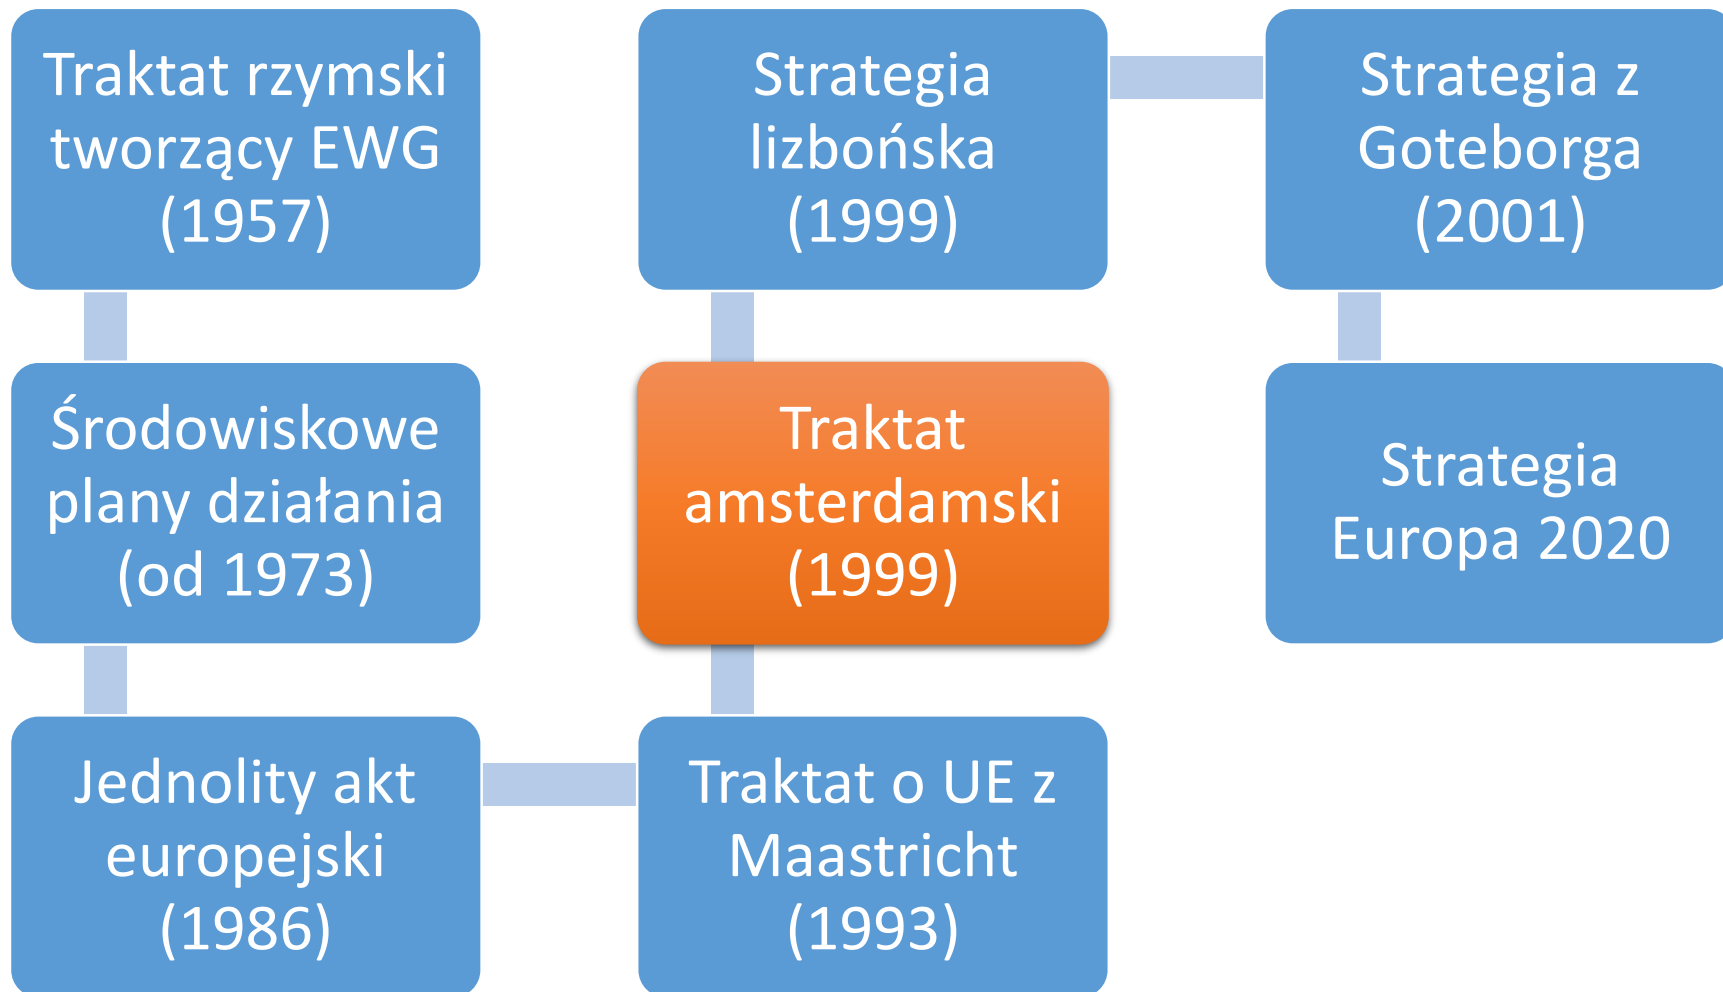 Traktat rzymski
tworzący EWG
(1957)
Środowiskowe
plany działania
(od 1973)
Jednolity akt
europejski
(1986)
Traktat o UE z
Maastricht
(1993)
Traktat
amsterdamski
(1999)
Strategia
lizbońska
(1999)
Strategia z
Goteborga
(2001)
Strategia
Europa 2020